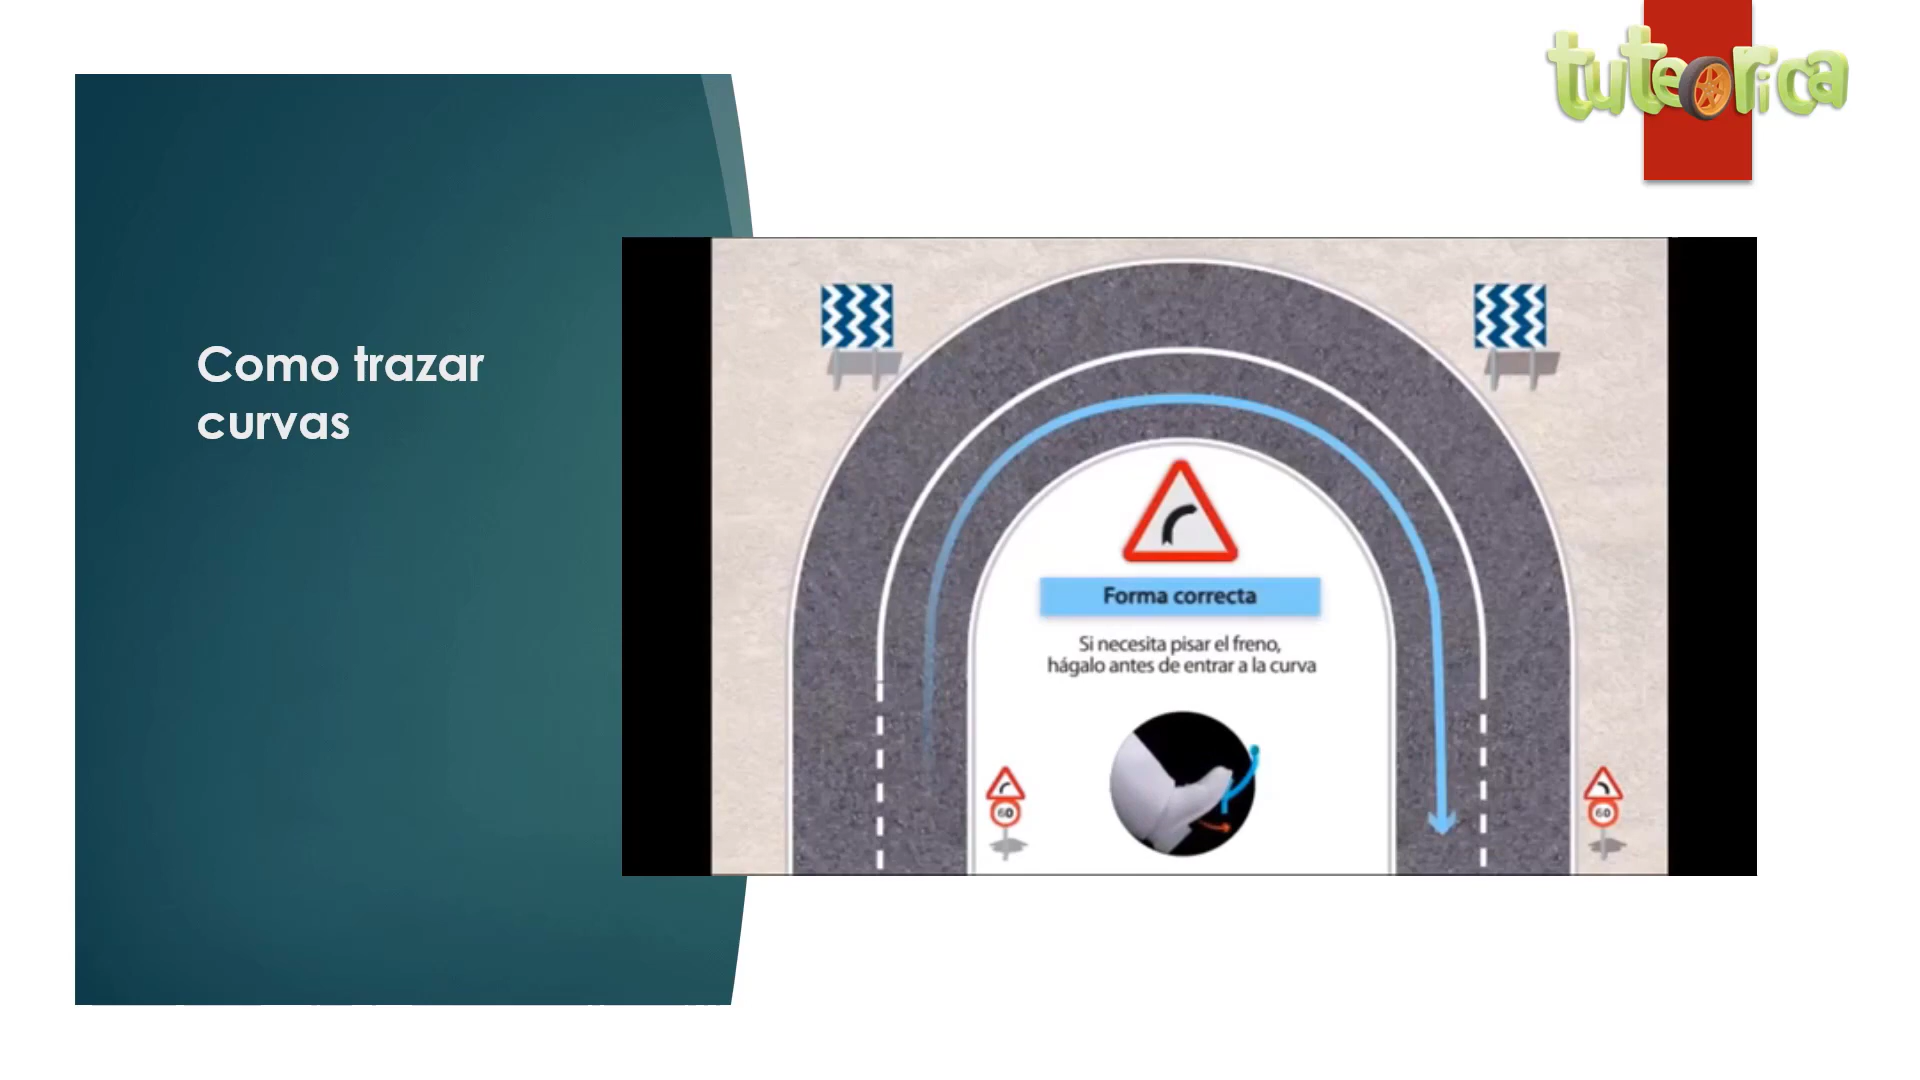 tuteorica
Como trazar
curvas
Forma correcta
Si necesita pisar el freno,
hágalo antes de entrar a la curva
60
60